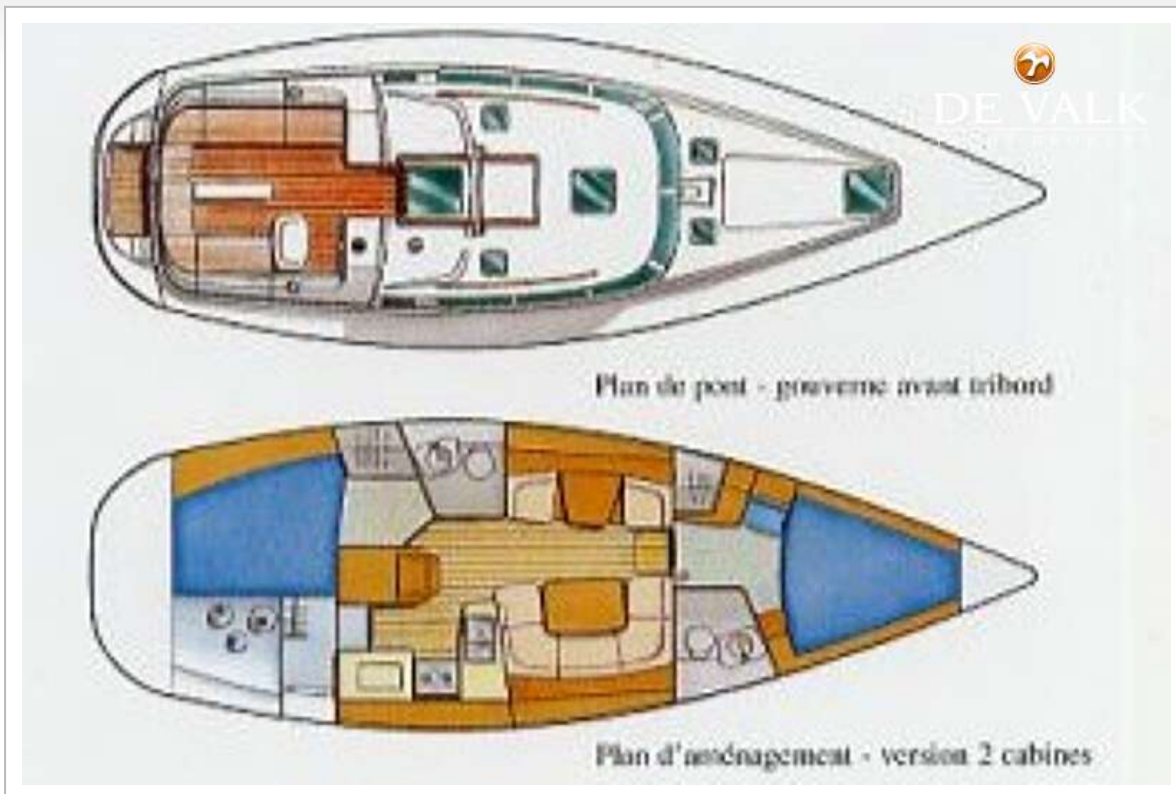 DE VALK
Plan de pont - gouverne avant tribord
Plan d'aménagement - version 2 cabines